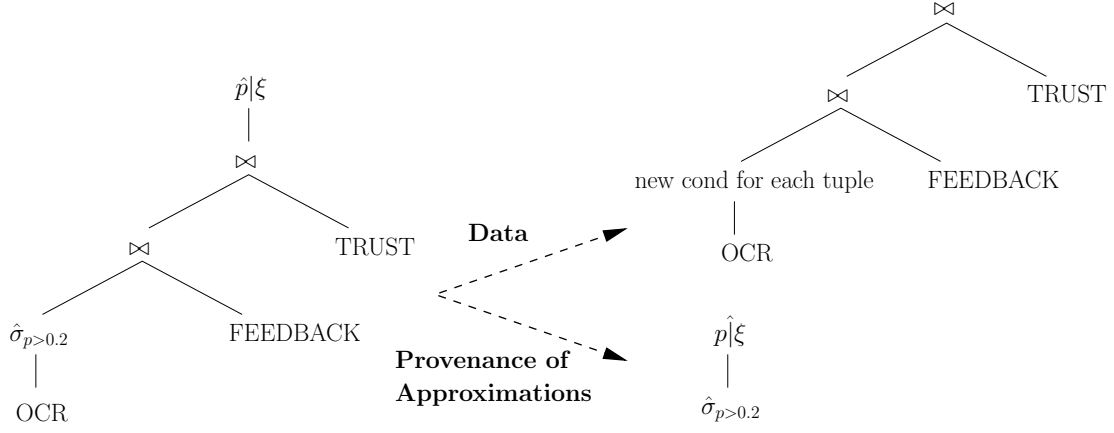 p̂|ξ
⋈
⋈
TRUST
σ̂p>0.2
FEEDBACK
OCR
Data
Provenance of
Approximations
⋈
⋈
TRUST
new cond for each tuple
FEEDBACK
OCR
p|̂ξ
σ̂p>0.2